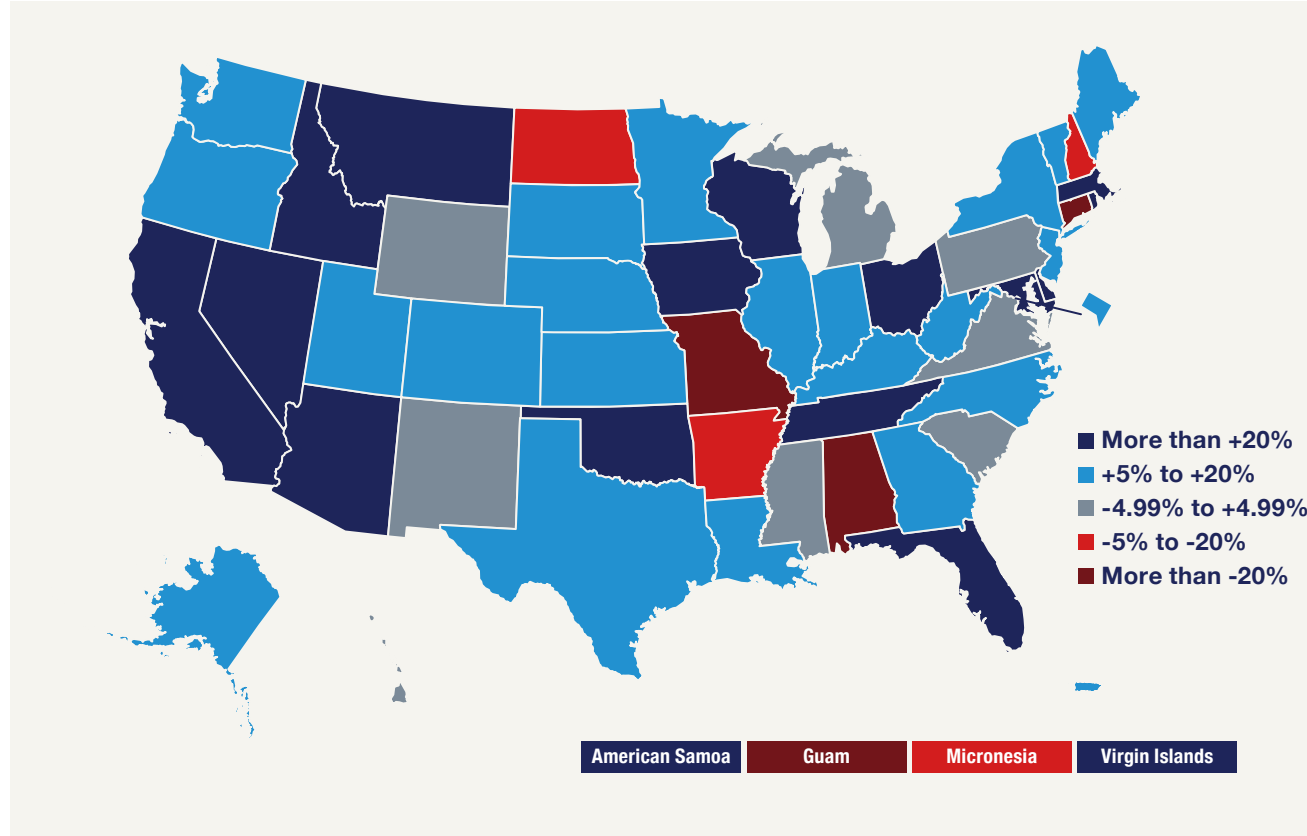 More than +20%
+5% to +20%
-4.99% to +4.99%
-5% to -20%
More than -20%
American Samoa
Guam
Micronesia
Virgin Islands